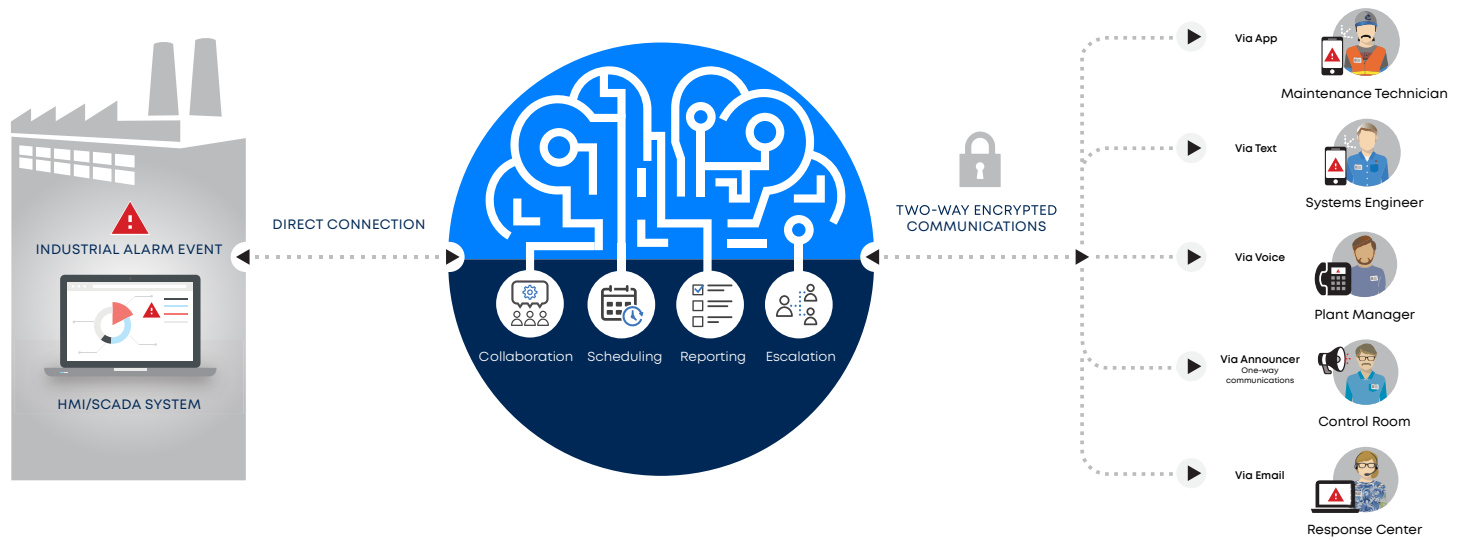 INDUSTRIAL ALARM EVENT
HMI/SCADA SYSTEM
DIRECT CONNECTION
Collaboration
Scheduling
Reporting
Escalation
TWO-WAY ENCRYPTED
COMMUNICATIONS
Via App
Maintenance Technician
Via Text
Systems Engineer
Via Voice
Plant Manager
Via Announcer
One-way
communications
Control Room
Via Email
Response Center